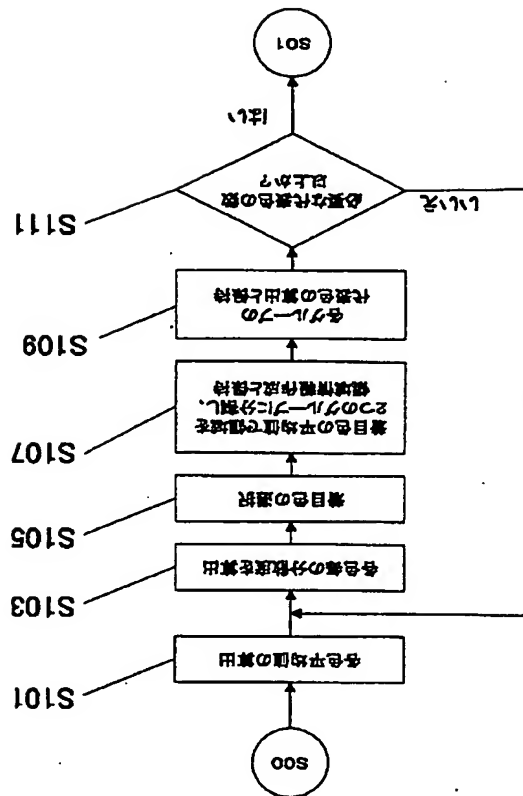 S00
各色平均値の算出
S101
各色毎の分散度を算出
S103
着目色の選択
S105
着目色の平均値で領域を
2つのグループに分割し、
領域情報作成と保持
S107
各グループの
代表色の算出と保持
S109
必要な代表色の数
以上か?
S111
いいえ
はい
S01